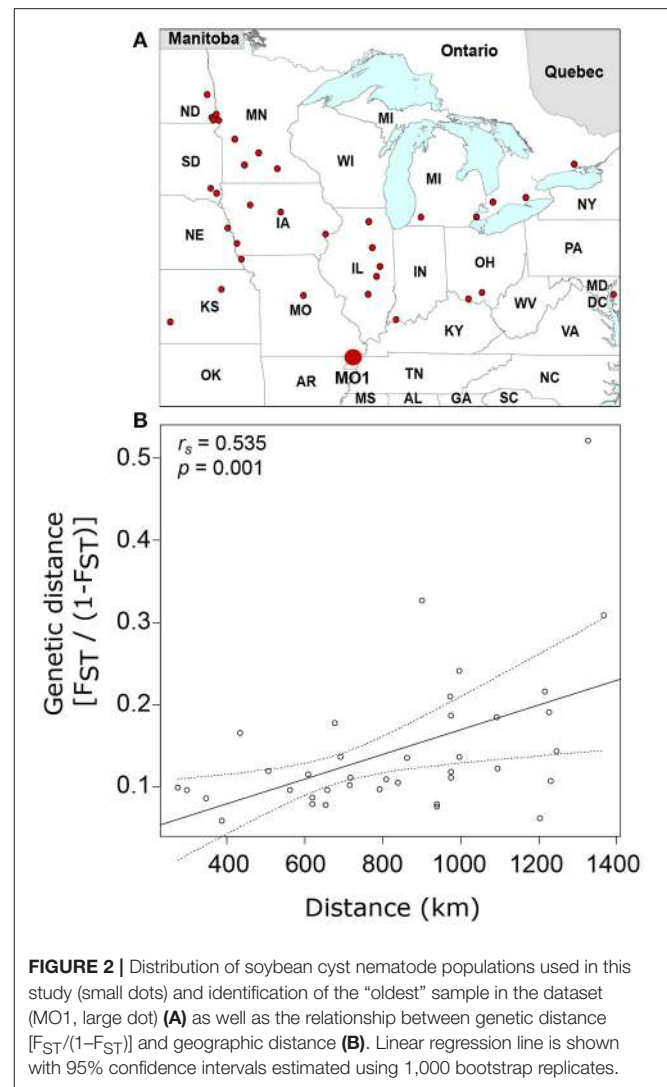 A
Manitoba
Ontario
Quebec
ND
MN
MI
SD
WI
MI
NY
IA
NE
PA
IL
IN
OH
MD
DC
KS
MO
WV
VA
KY
OK
AR
MO1
TN
NC
MS
AL
GA
SC
B
r_s = 0.535
p = 0.001
0.5
0.4
0.3
0.2
0.1
Genetic distance
[F_ST / (1-F_ST)]
400
600
800
1000
1200
1400
Distance (km)
FIGURE 2 | Distribution of soybean cyst nematode populations used in this
study (small dots) and identification of the “oldest” sample in the dataset
(MO1, large dot) (A) as well as the relationship between genetic distance
[F_ST/(1–F_ST)] and geographic distance (B). Linear regression line is shown
with 95% confidence intervals estimated using 1,000 bootstrap replicates.